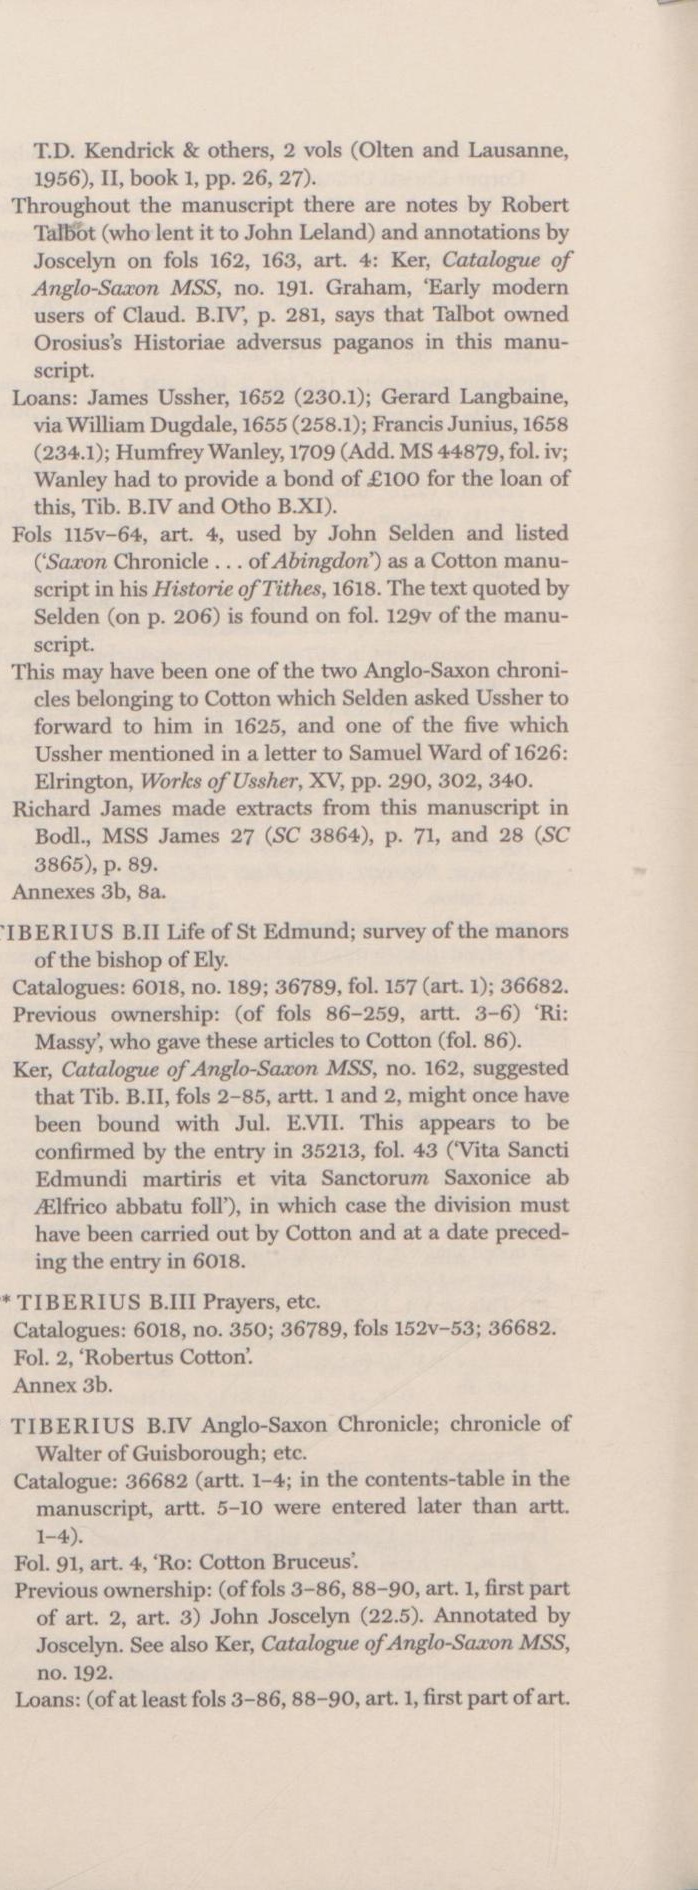 T.D. Kendrick & others, 2 vols (Olten and Lausanne,
1956), II, book 1, pp. 26, 27).
Throughout the manuscript there are notes by Robert
Talbot (who lent it to John Leland) and annotations by
Joscelyn on fols 162, 163, art. 4: Ker, Catalogue of
Anglo-Saxon MSS, no. 191. Graham, ‘Early modern
users of Claud. B.IV’, p. 281, says that Talbot owned
Orosius’s Historiae adversus paganos in this manu-
script.
Loans: James Ussher, 1652 (230.1); Gerard Langbaine,
via William Dugdale, 1655 (258.1); Francis Junius, 1658
(234.1); Humfrey Wanley, 1709 (Add. MS 44879, fol. iv;
Wanley had to provide a bond of £100 for the loan of
this, Tib. B.IV and Otho B.XI).
Fols 115v–64, art. 4, used by John Selden and listed
(‘Saxon Chronicle . . . of Abingdon’) as a Cotton manu-
script in his Historie of Tithes, 1618. The text quoted by
Selden (on p. 206) is found on fol. 129v of the manu-
script.
This may have been one of the two Anglo-Saxon chroni-
cles belonging to Cotton which Selden asked Ussher to
forward to him in 1625, and one of the five which
Ussher mentioned in a letter to Samuel Ward of 1626:
Elrington, Works of Ussher, XV, pp. 290, 302, 340.
Richard James made extracts from this manuscript in
Bodl., MSS James 27 (SC 3864), p. 71, and 28 (SC
3865), p. 89.
Annexes 3b, 8a.
TIBERIUS B.II Life of St Edmund; survey of the manors
of the bishop of Ely.
Catalogues: 6018, no. 189; 36789, fol. 157 (art. 1); 36682.
Previous ownership: (of fols 86–259, artt. 3–6) ‘Ri:
Massy’, who gave these articles to Cotton (fol. 86).
Ker, Catalogue of Anglo-Saxon MSS, no. 162, suggested
that Tib. B.II, fols 2–85, artt. 1 and 2, might once have
been bound with Jul. E.VII. This appears to be
confirmed by the entry in 35213, fol. 43 (‘Vita Sancti
Edmundi martiris et vita Sanctorum Saxonice ab
Ælfrico abbatu foll’), in which case the division must
have been carried out by Cotton and at a date preced-
ing the entry in 6018.
* TIBERIUS B.III Prayers, etc.
Catalogues: 6018, no. 350; 36789, fols 152v–53; 36682.
Fol. 2, ‘Robertus Cotton’.
Annex 3b.
TIBERIUS B.IV Anglo-Saxon Chronicle; chronicle of
Walter of Guisborough; etc.
Catalogue: 36682 (artt. 1–4; in the contents-table in the
manuscript, artt. 5–10 were entered later than artt.
1–4).
Fol. 91, art. 4, ‘Ro: Cotton Bruceus’.
Previous ownership: (of fols 3–86, 88–90, art. 1, first part
of art. 2, art. 3) John Joscelyn (22.5). Annotated by
Joscelyn. See also Ker, Catalogue of Anglo-Saxon MSS,
no. 192.
Loans: (of at least fols 3–86, 88–90, art. 1, first part of art.